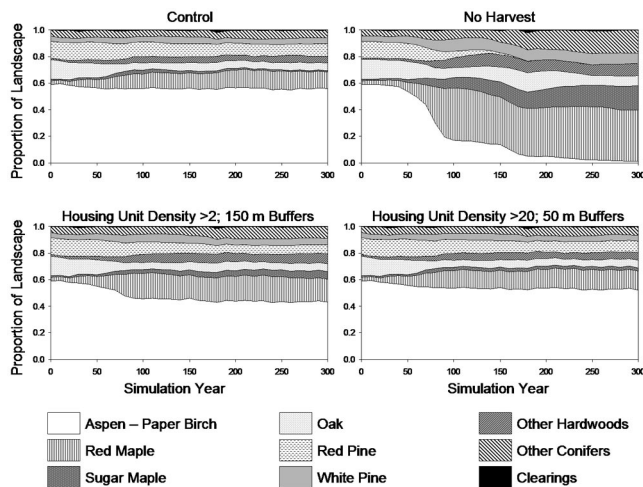 Control
No Harvest
Proportion of Landscape
1.0
0.8
0.6
0.4
0.2
0.0
0 50 100 150 200 250 300
1.0
0.8
0.6
0.4
0.2
0.0
0 50 100 150 200 250 300
Housing Unit Density >2; 150 m Buffers
Housing Unit Density >20; 50 m Buffers
Proportion of Landscape
1.0
0.8
0.6
0.4
0.2
0.0
0 50 100 150 200 250 300
1.0
0.8
0.6
0.4
0.2
0.0
0 50 100 150 200 250 300
Simulation Year
Simulation Year
Aspen – Paper Birch
Oak
Other Hardwoods
Red Maple
Red Pine
Other Conifers
Sugar Maple
White Pine
Clearings